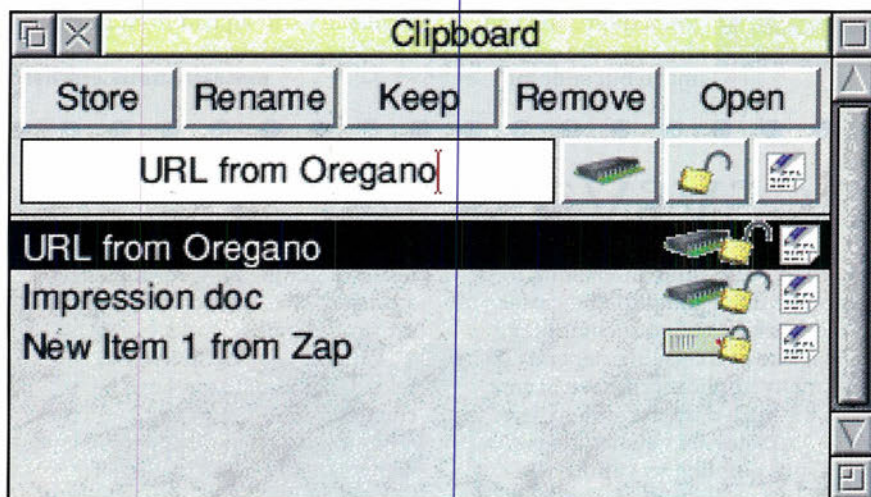 Clipboard
Store Rename Keep Remove Open
URL from Oregano
URL from Oregano
Impression doc
New Item 1 from Zap